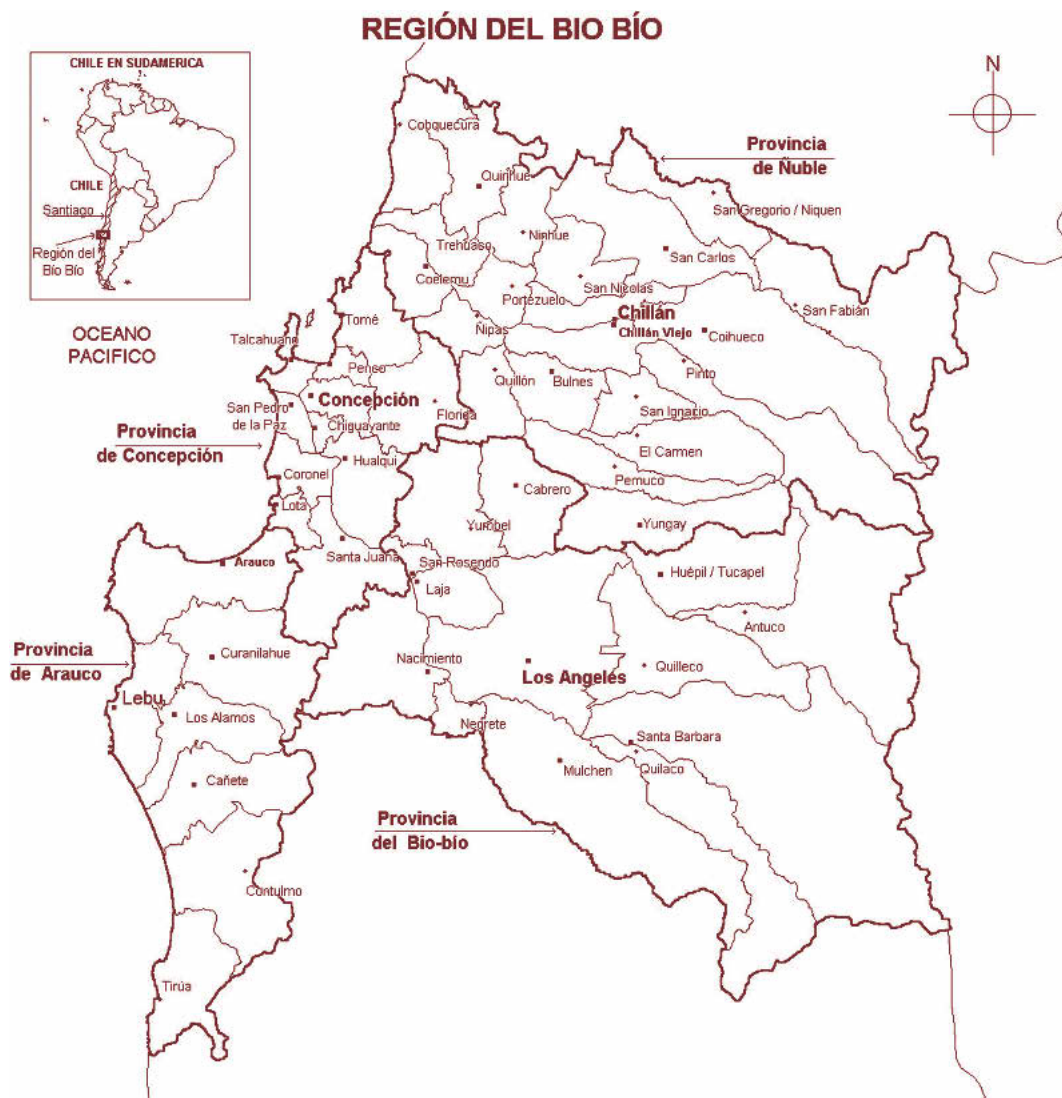 REGIÓN DEL BIO BÍO
CHILE EN SUDAMERICA
CHILE
Santiago
Región del
Bío Bío
N
OCEANO
PACIFICO
Provincia
de Ñuble
Cobquecura
Quirihue
San Gregorio / Niquen
Trehuaco
Ninhue
San Carlos
Coelemu
San Nicolas
Portezuelo
San Fabián
Tomé
Ñipas
Chillán
Chillán Viejo
Coihueco
Talcahuano
Penco
Quillón
Bulnes
Pinto
Concepción
San Pedro
de la Paz
Florida
San Ignacio
Chiguayante
Provincia
de Concepción
El Carmen
Hualqui
Coronel
Pemuco
Cabrero
Lota
Yumbel
Yungay
Santa Juana
San Rosendo
Arauco
Huépil / Tucapel
Laja
Antuco
Provincia
de Arauco
Curanilahue
Nacimiento
Quilleco
Los Angeles
Lebu
Los Alamos
Negrete
Santa Barbara
Quilaco
Mulchen
Cañete
Provincia
del Bio-bío
Contulmo
Tirúa